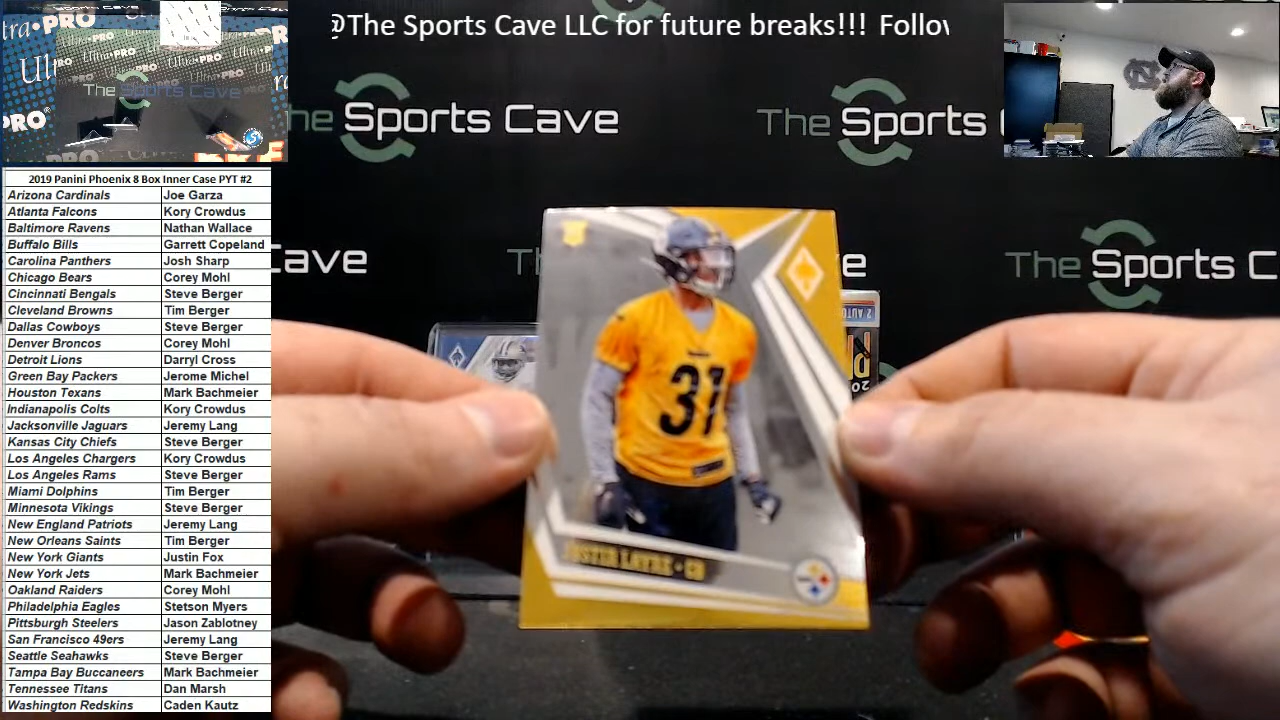 @The Sports Cave LLC for future breaks!!! Follow
Ultra•PRO
The Sports Cave
2019 Panini Phoenix 8 Box Inner Case PYT #2
Arizona Cardinals Joe Garza
Atlanta Falcons Kory Crowdus
Baltimore Ravens Nathan Wallace
Buffalo Bills Garrett Copeland
Carolina Panthers Josh Sharp
Chicago Bears Corey Mohl
Cincinnati Bengals Steve Berger
Cleveland Browns Tim Berger
Dallas Cowboys Steve Berger
Denver Broncos Corey Mohl
Detroit Lions Darryl Cross
Green Bay Packers Jerome Michel
Houston Texans Mark Bachmeier
Indianapolis Colts Kory Crowdus
Jacksonville Jaguars Jeremy Lang
Kansas City Chiefs Steve Berger
Los Angeles Chargers Kory Crowdus
Los Angeles Rams Steve Berger
Miami Dolphins Tim Berger
Minnesota Vikings Steve Berger
New England Patriots Jeremy Lang
New Orleans Saints Tim Berger
New York Giants Justin Fox
New York Jets Mark Bachmeier
Oakland Raiders Corey Mohl
Philadelphia Eagles Stetson Myers
Pittsburgh Steelers Jason Zablotney
San Francisco 49ers Jeremy Lang
Seattle Seahawks Steve Berger
Tampa Bay Buccaneers Mark Bachmeier
Tennessee Titans Dan Marsh
Washington Redskins Caden Kautz
The Sports Cave
The Sports
Cave
The Sports C
31
CB